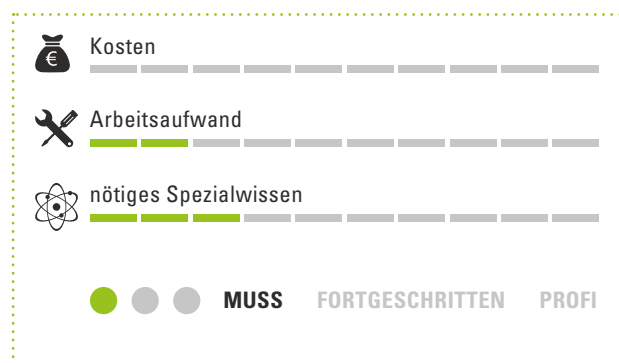 €
Kosten
Arbeitsaufwand
nötiges Spezialwissen
MUSS FORTGESCHRITTEN PROFI